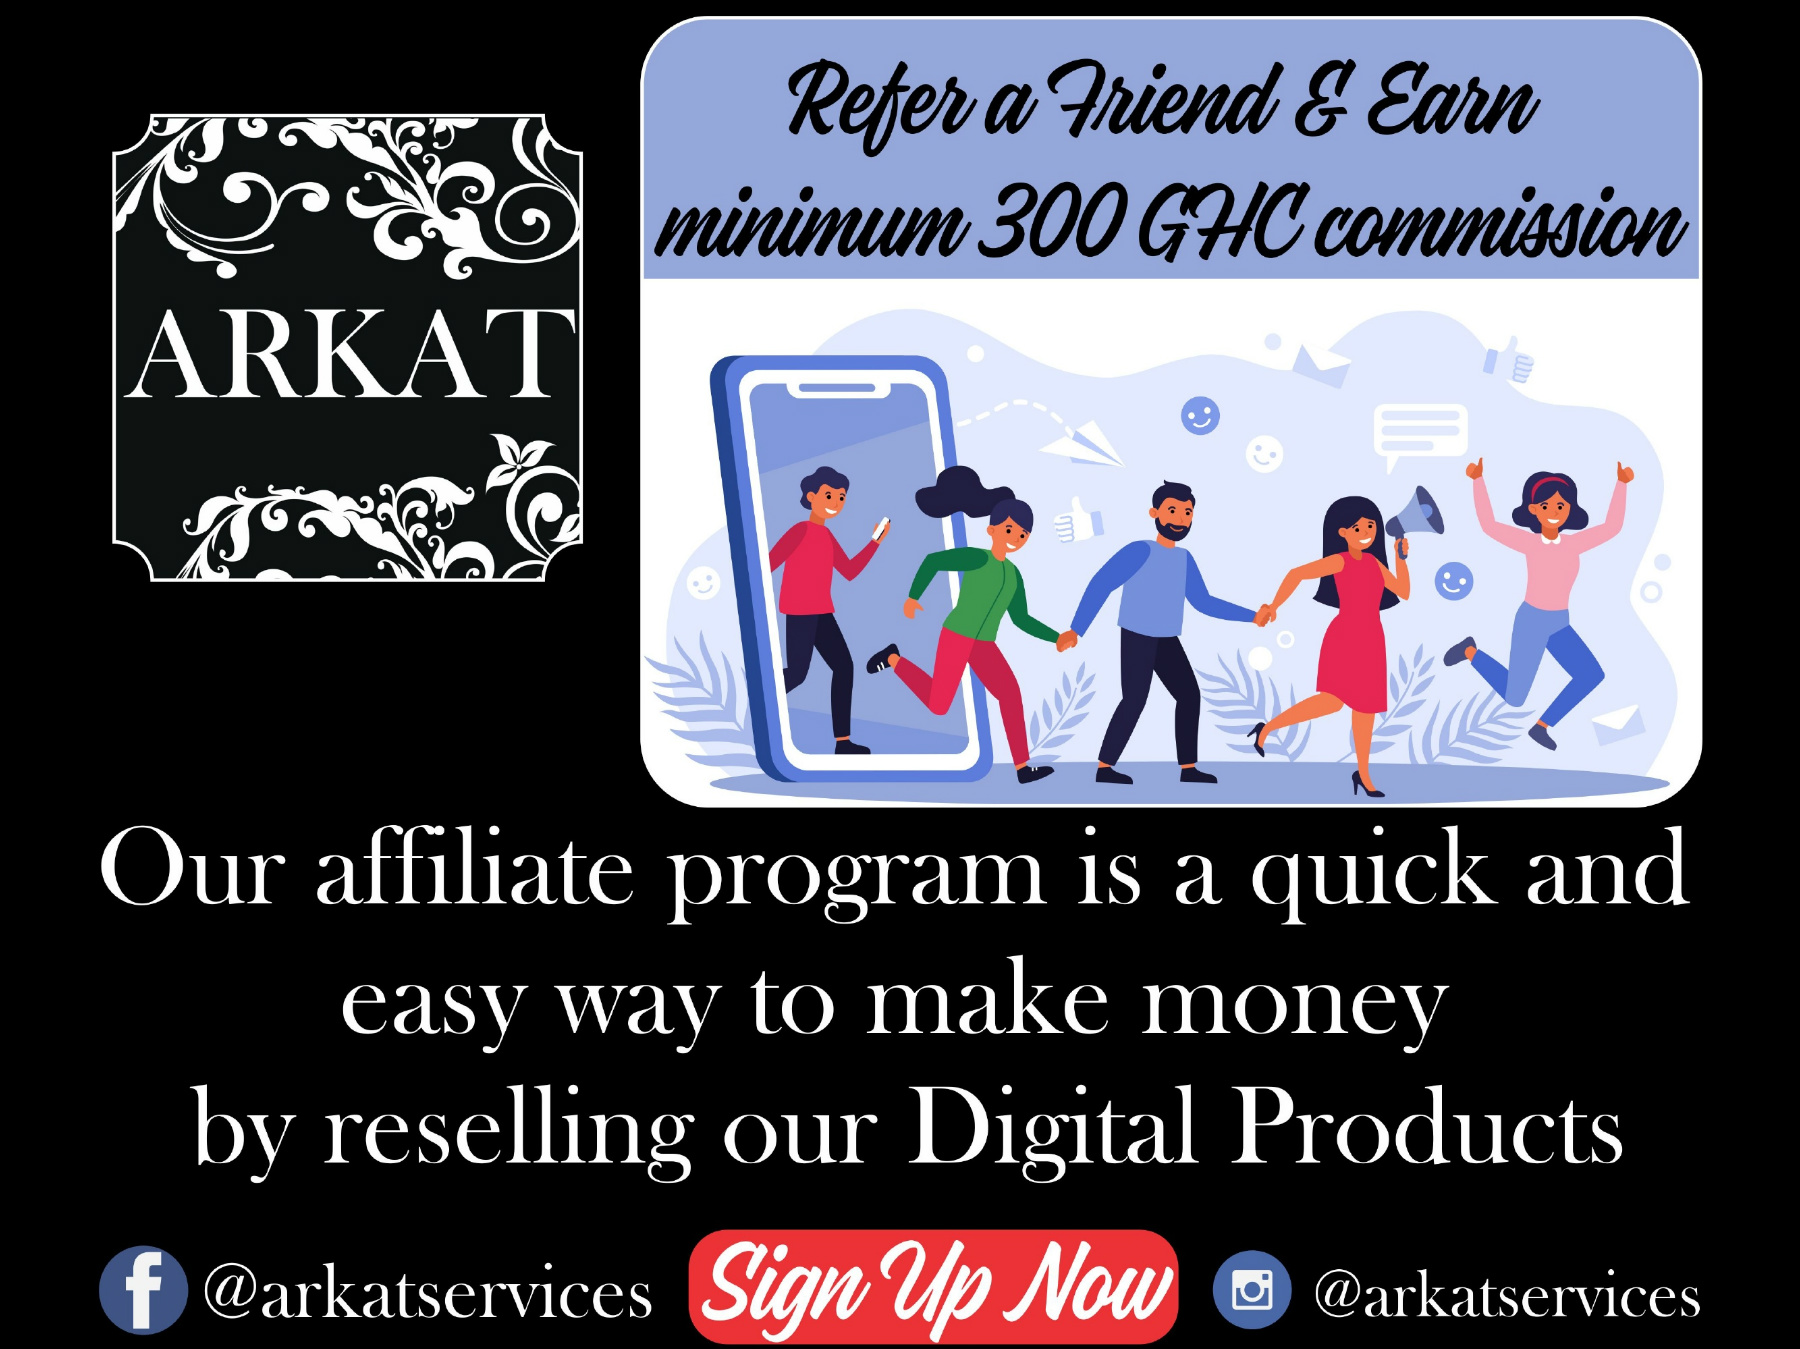 ARKAT
Refer a Friend & Earn
minimum 300 GHC commission
Our affiliate program is a quick and
easy way to make money
by reselling our Digital Products
@arkatservices
Sign Up Now
@arkatservices